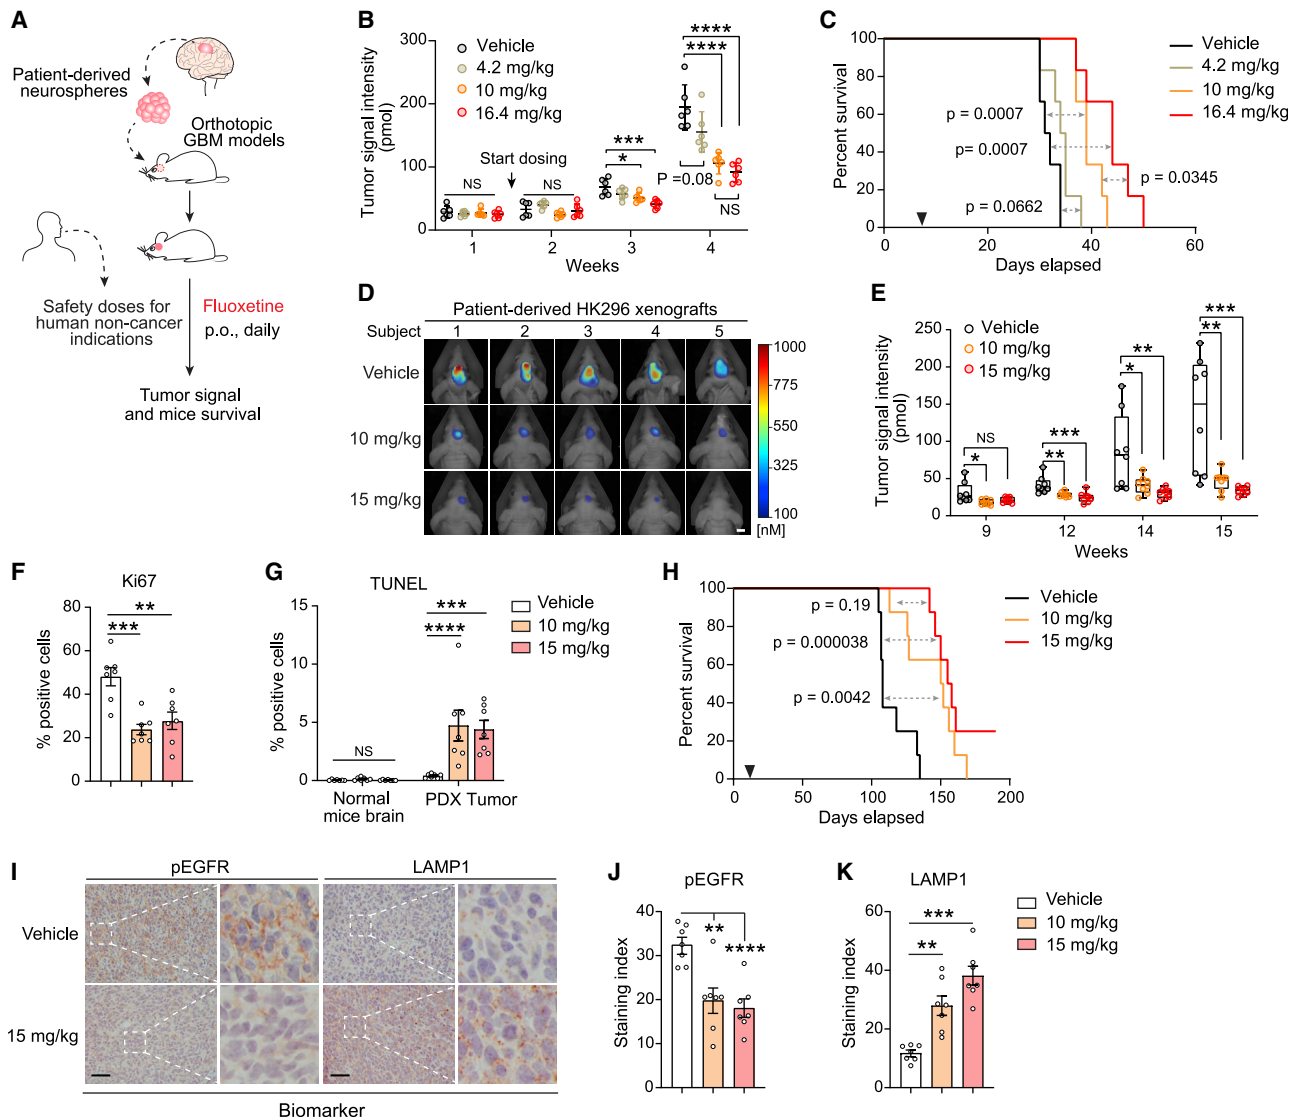 A
Patient-derived
neurospheres
Orthotopic
GBM models
Safety doses for
human non-cancer
indications
Fluoxetine
p.o., daily
Tumor signal
and mice survival
B
Tumor signal intensity
(pmol)
300
200
100
0
Vehicle
4.2 mg/kg
10 mg/kg
16.4 mg/kg
Start dosing
NS
NS
***
*
****
****
P =0.08
NS
1
2
3
4
Weeks
C
Percent survival
100
80
60
40
20
0
p = 0.0007
p= 0.0007
p = 0.0662
p = 0.0345
Vehicle
4.2 mg/kg
10 mg/kg
16.4 mg/kg
0
20
40
60
Days elapsed
D
Patient-derived HK296 xenografts
Subject
1
2
3
4
5
Vehicle
10 mg/kg
15 mg/kg
1000
775
550
325
100
[nM]
E
Tumor signal intensity
(pmol)
250
200
150
100
50
0
Vehicle
10 mg/kg
15 mg/kg
NS
*
***
**
**
*
***
**
9
12
14
15
Weeks
F
Ki67
% positive cells
80
60
40
20
0
**
***
G
TUNEL
% positive cells
15
10
5
0
NS
***
****
Normal
mice brain
PDX Tumor
Vehicle
10 mg/kg
15 mg/kg
H
Percent survival
100
80
60
40
20
0
p = 0.19
p = 0.000038
p = 0.0042
Vehicle
10 mg/kg
15 mg/kg
0
50
100
150
200
Days elapsed
I
pEGFR
LAMP1
Vehicle
15 mg/kg
Biomarker
J
pEGFR
Staining index
40
30
20
10
0
**
****
K
LAMP1
Staining index
60
40
20
0
***
**
Vehicle
10 mg/kg
15 mg/kg